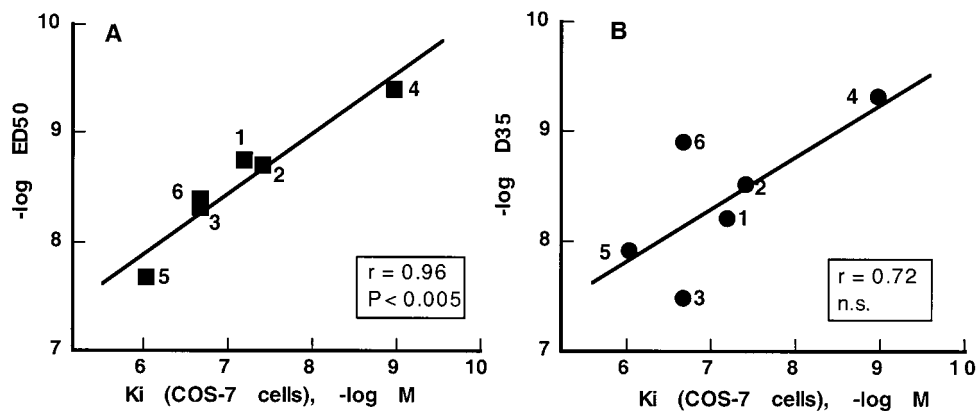 A
10
9
8
7
-log ED50
1
2
3
4
5
6
r = 0.96
P< 0.005
6 7 8 9 10
Ki (COS-7 cells), -log M
B
10
9
8
7
-log D35
4
6
2
1
5
3
r = 0.72
n.s.
6 7 8 9 10
Ki (COS-7 cells), -log M